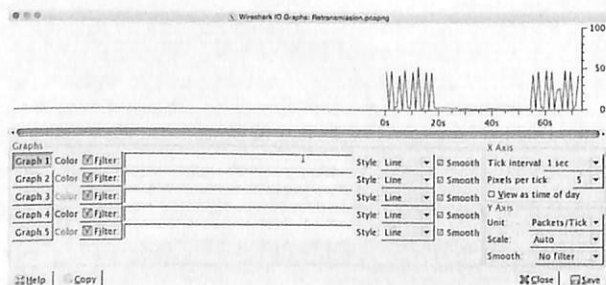 Wireshark IO Graphs: Retransmission.pcapng
100
50
0
0s 20s 40s 60s
Graphs
Graph 1 Color Filter: Style: Line Smooth
Graph 2 Color Filter: Style: Line Smooth
Graph 3 Color Filter: Style: Line Smooth
Graph 4 Color Filter: Style: Line Smooth
Graph 5 Color Filter: Style: Line Smooth
X Axis
Tick interval: 1 sec
Pixels per tick: 5
View as time of day
Y Axis
Unit: Packets/Tick
Scale: Auto
Smooth: No filter
Help Copy Close Save